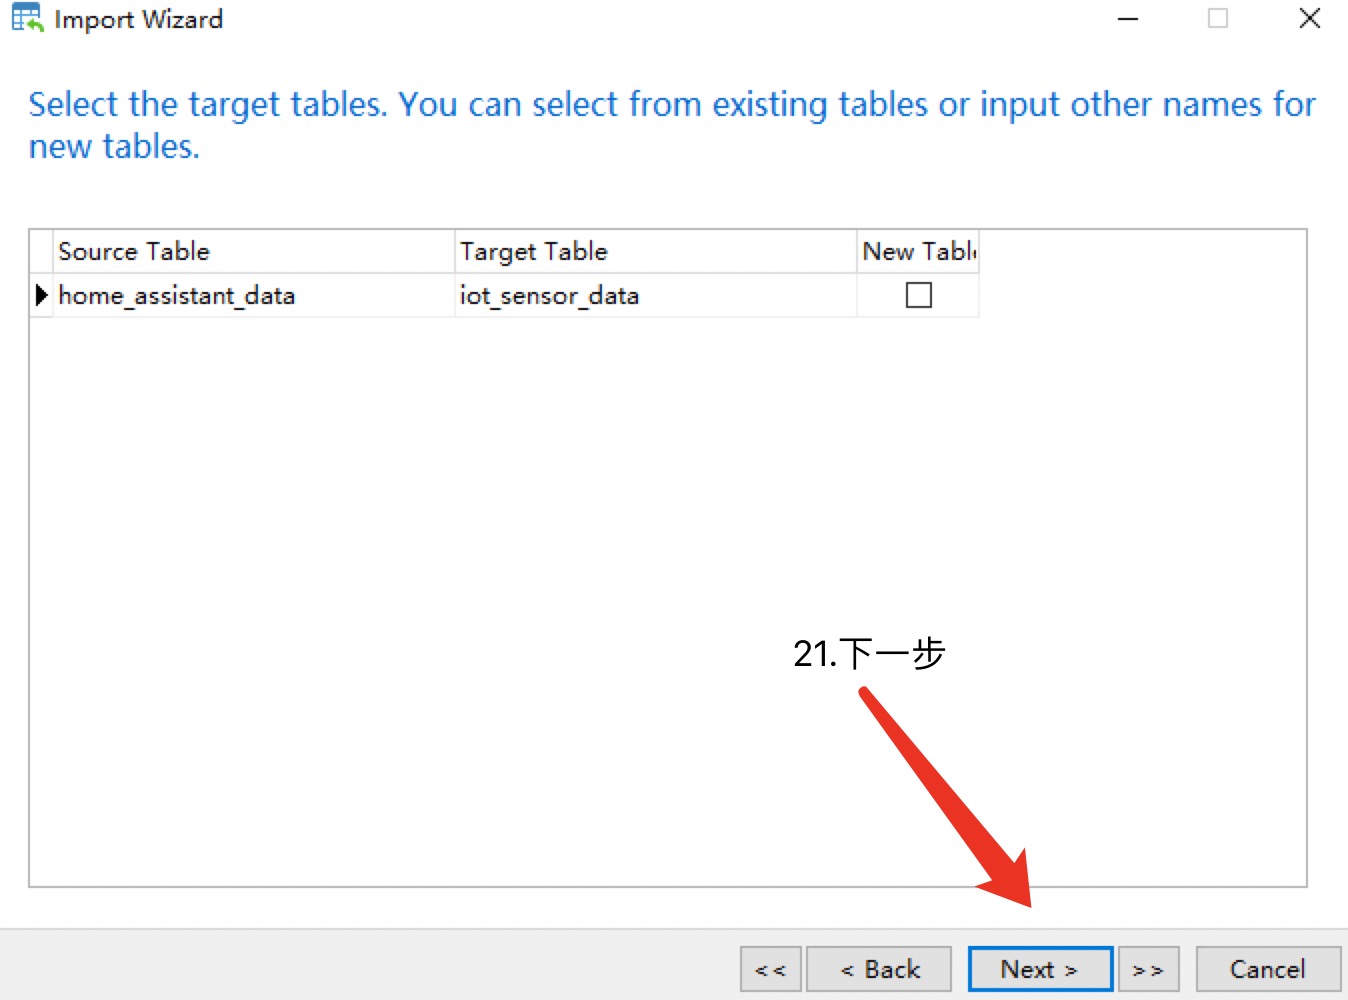 Import Wizard
Select the target tables. You can select from existing tables or input other names for
new tables.
Source Table Target Table New Tabl
home_assistant_data iot_sensor_data
21.下一步
<< < Back Next > >> Cancel